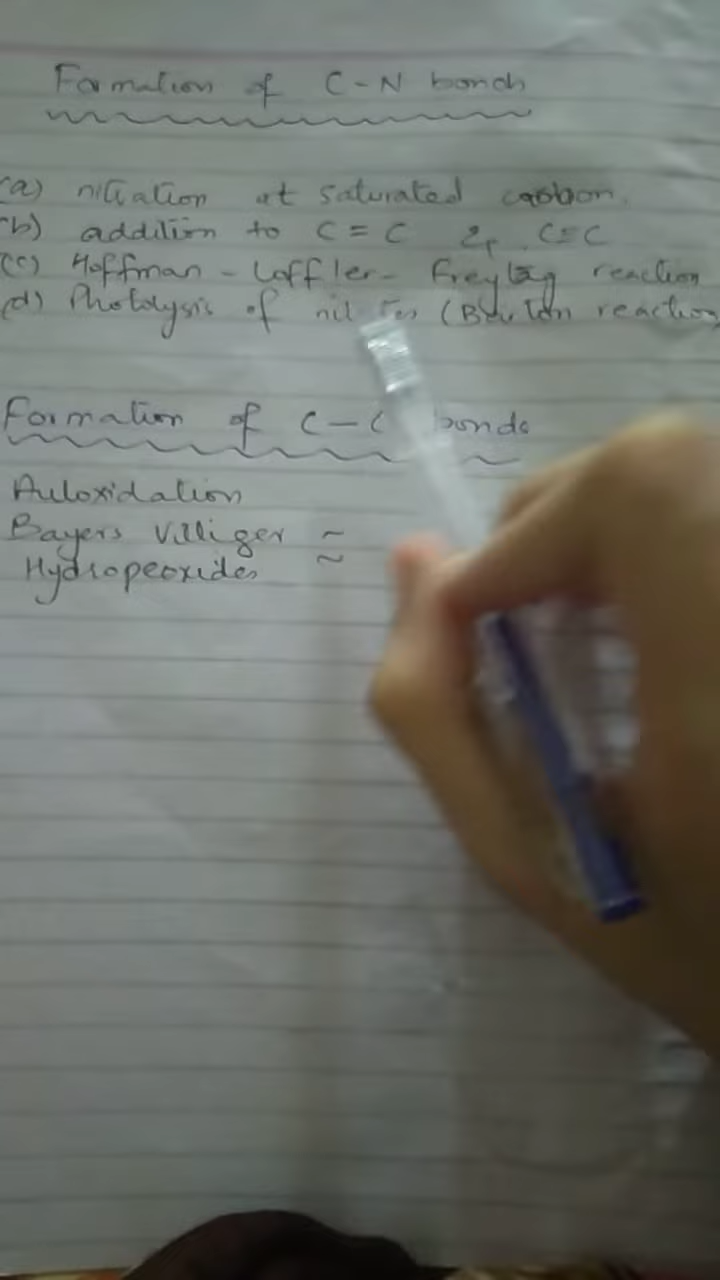 Formation of C-N bonds
(a) nitration at saturated carbon.
(b) addition to C=C & C≡C
(c) Hoffman - Loffler - Freytag reaction
(d) Photolysis of (Barton reaction
Formation of C-C bonds
Autoxidation
Bayers Villiger
Hydroperoxides